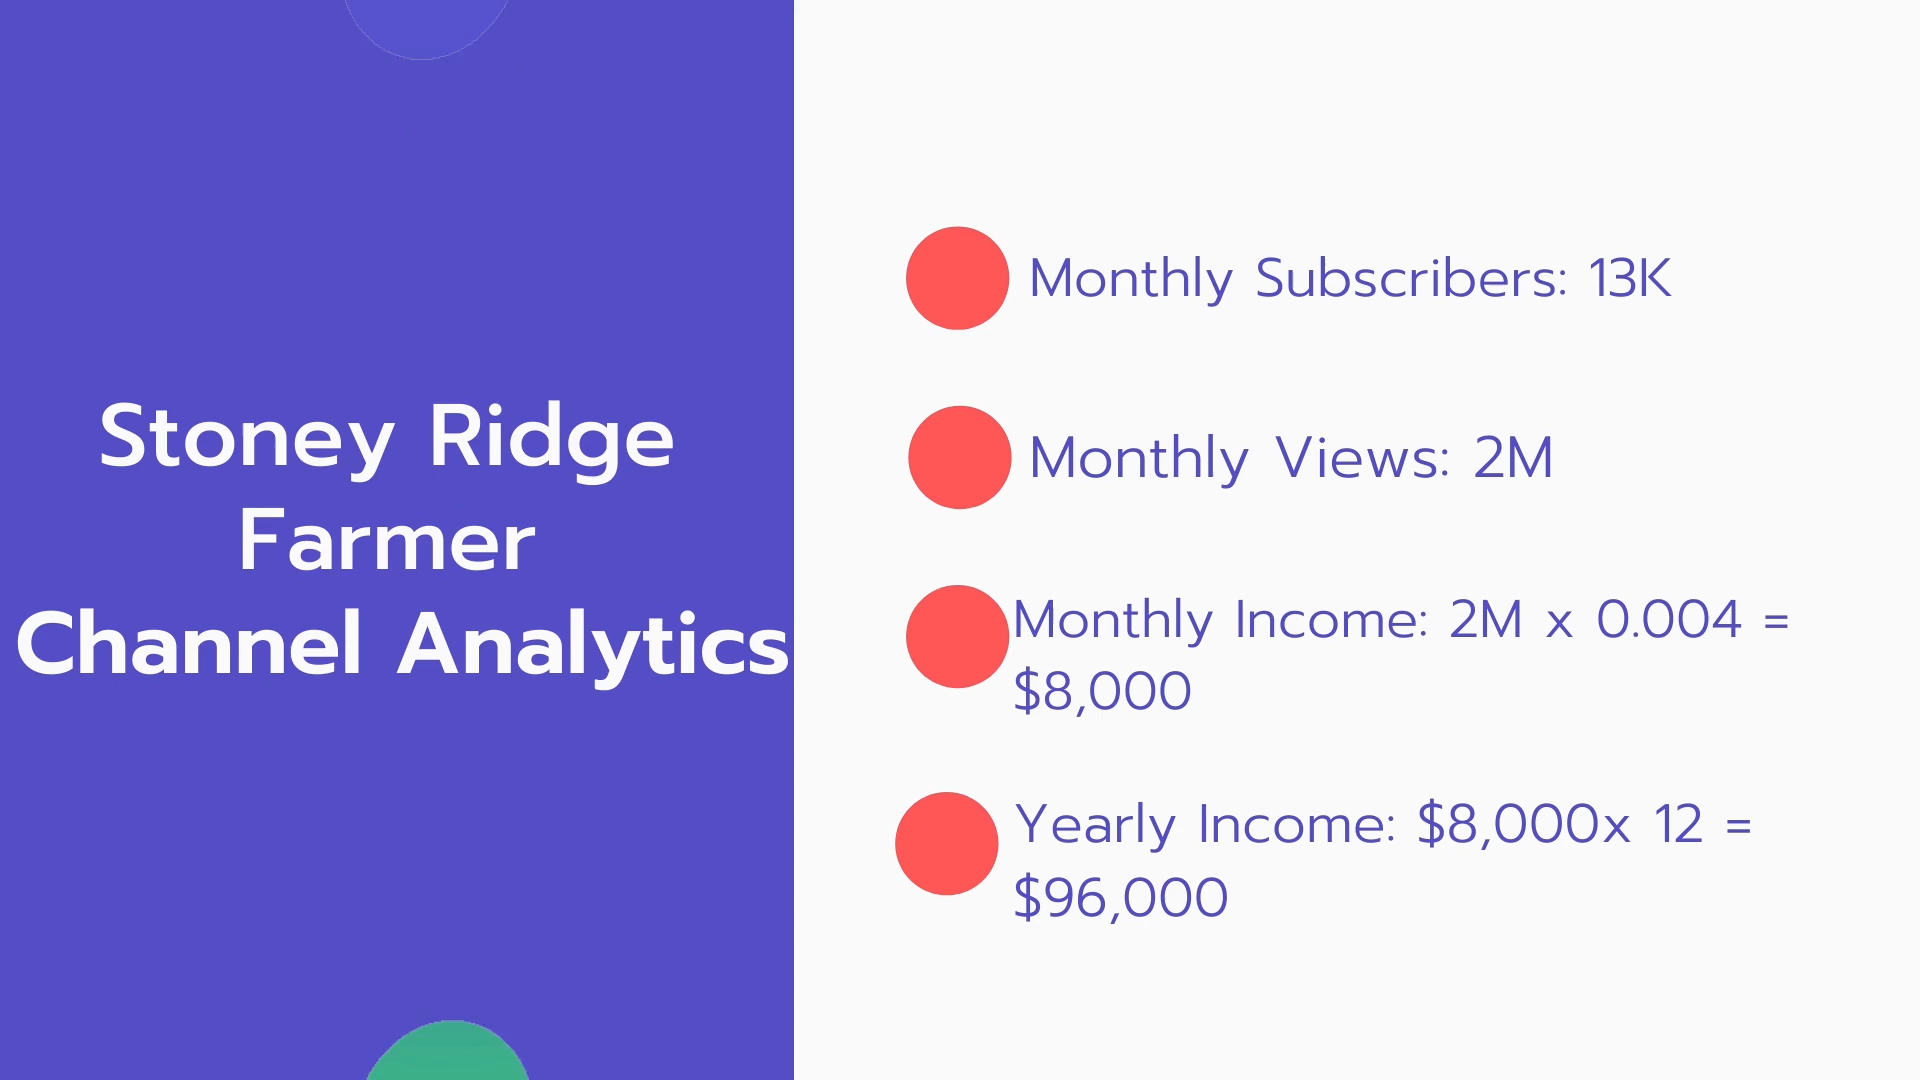 Stoney Ridge
Farmer
Channel Analytics
Monthly Subscribers: 13K
Monthly Views: 2M
Monthly Income: 2M x 0.004 =
$8,000
Yearly Income: $8,000x 12 =
$96,000